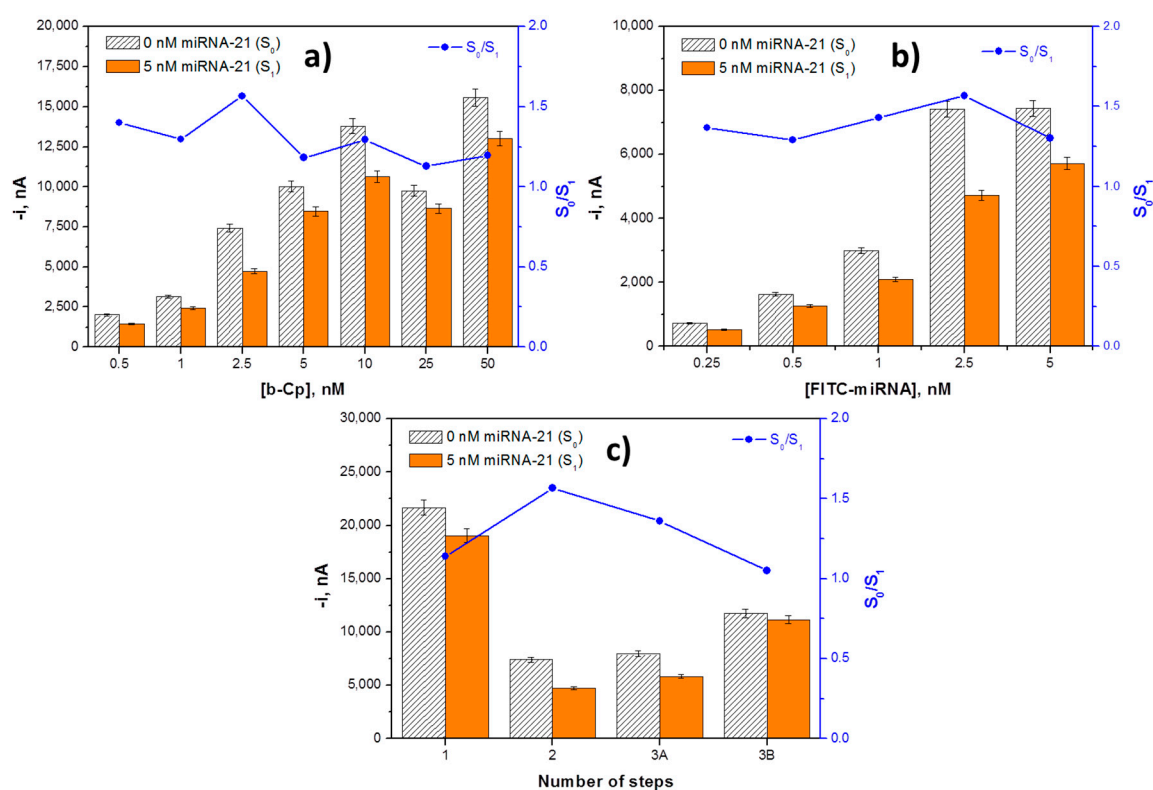 a)
0 nM miRNA-21 (S₀)
5 nM miRNA-21 (S₁)
S₀/S₁
-i, nA
20,000
17,500
15,000
12,500
10,000
7,500
5,000
2,500
0
2.0
1.5
1.0
0.5
0.0
S₀/S₁
0.5 1 2.5 5 10 25 50
[b-Cp], nM
b)
0 nM miRNA-21 (S₀)
5 nM miRNA-21 (S₁)
S₀/S₁
-i, nA
10,000
8,000
6,000
4,000
2,000
0
2.0
1.5
1.0
0.5
0.0
S₀/S₁
0.25 0.5 1 2.5 5
[FITC-miRNA], nM
c)
0 nM miRNA-21 (S₀)
5 nM miRNA-21 (S₁)
S₀/S₁
-i, nA
30,000
25,000
20,000
15,000
10,000
5,000
0
2.0
1.5
1.0
0.5
0.0
S₀/S₁
1 2 3A 3B
Number of steps